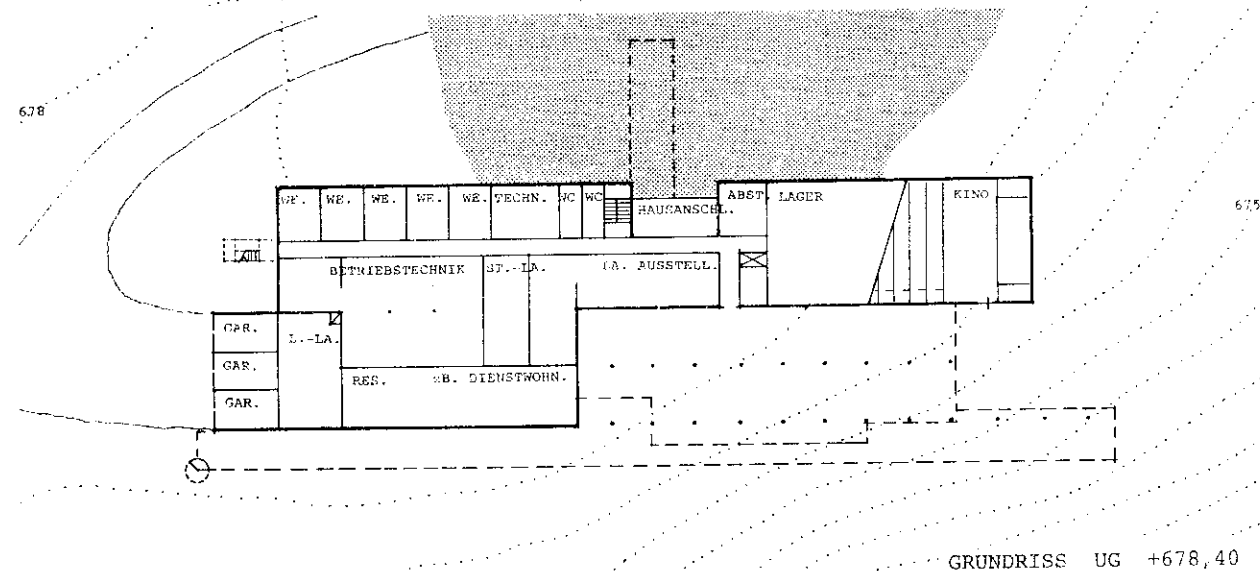 678
WE. WE. WE. WE. WE. TECHN. WC WC HAUSANSCHL. ABST. LAGER KINO
675
BETRIEBSTECHNIK ST.-LA. LA. AUSSTELL.
GAR.
L.-LA.
GAR.
RES. zB. DIENSTWOHN.
GAR.
GRUNDRISS UG +678,40